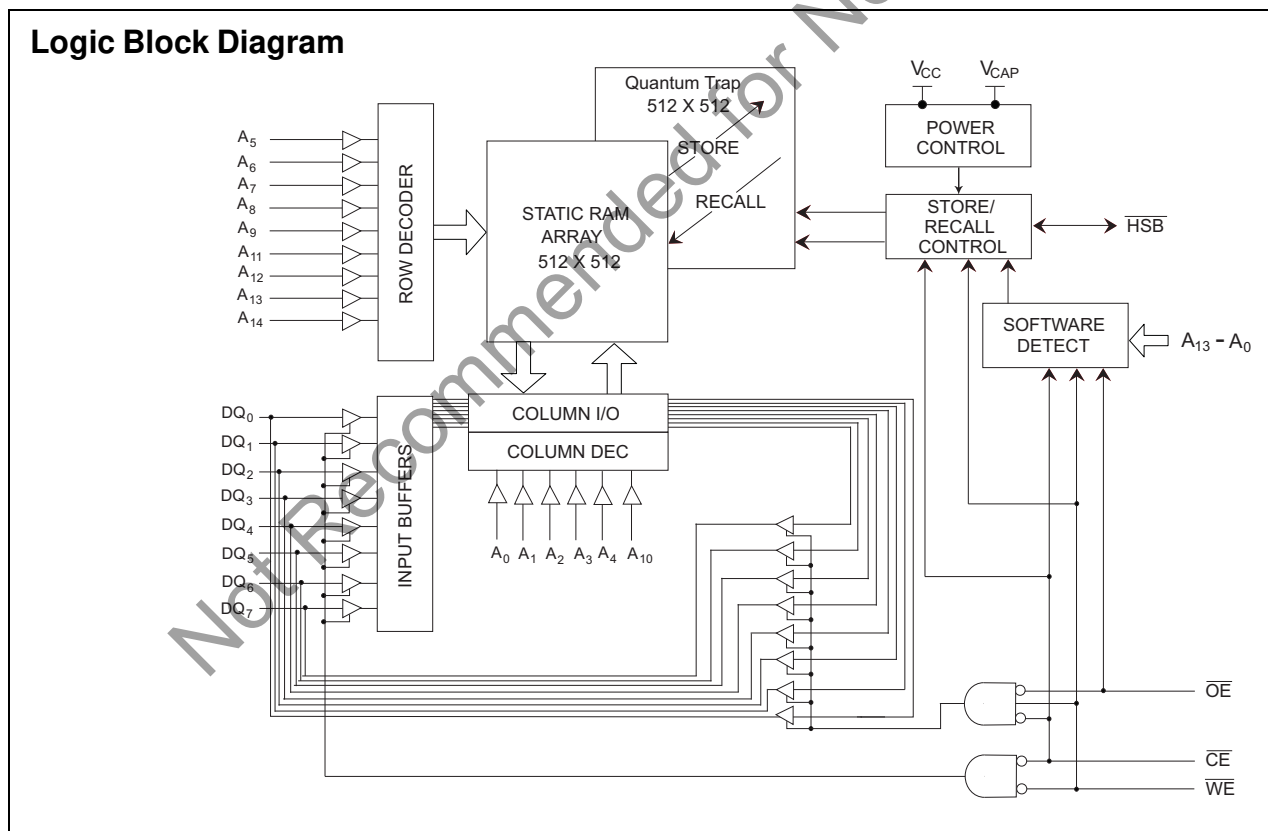 Logic Block Diagram
Quantum Trap
512 X 512
STORE
RECALL
STATIC RAM
ARRAY
512 X 512
ROW DECODER
A5
A6
A7
A8
A9
A11
A12
A13
A14
VCC
VCAP
POWER
CONTROL
STORE/
RECALL
CONTROL
HSB
SOFTWARE
DETECT
A13 - A0
COLUMN I/O
COLUMN DEC
INPUT BUFFERS
DQ0
DQ1
DQ2
DQ3
DQ4
DQ5
DQ6
DQ7
A0 A1 A2 A3 A4 A10
OE
CE
WE
Not Recommended for N